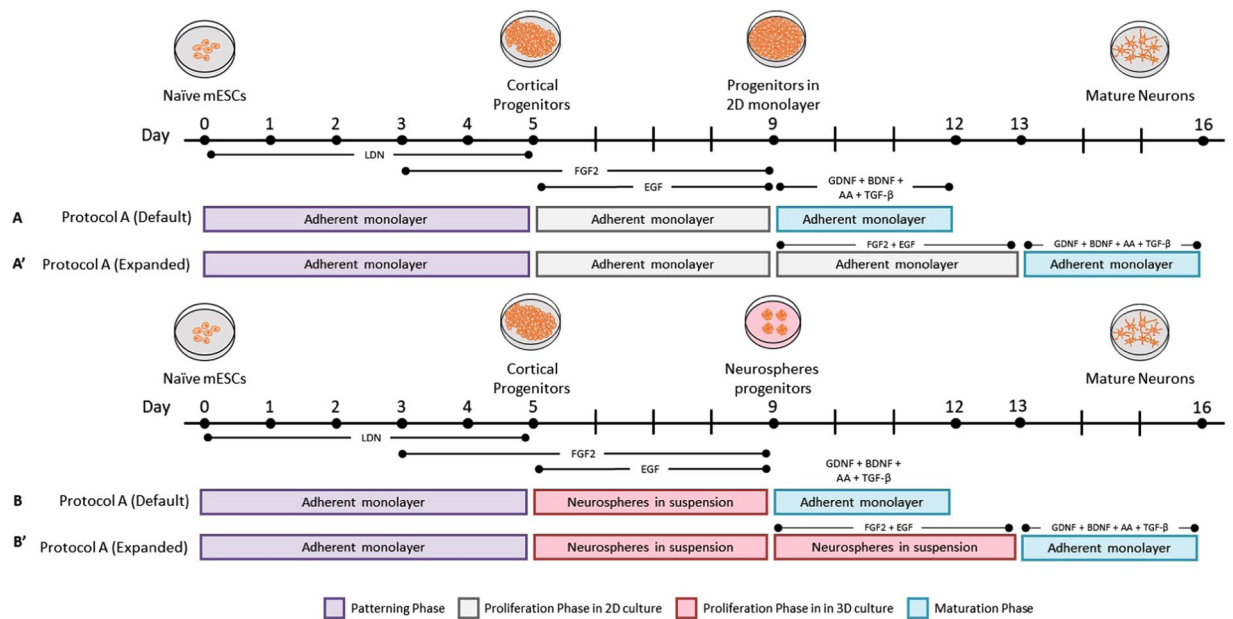 Naïve mESCs
Cortical
Progenitors
Progenitors in
2D monolayer
Mature Neurons
Day 0 1 2 3 4 5 9 12 13 16
LDN
FGF2
EGF
GDNF + BDNF +
AA + TGF-β
A Protocol A (Default) Adherent monolayer Adherent monolayer Adherent monolayer
FGF2 + EGF GDNF + BDNF + AA + TGF-β
A’ Protocol A (Expanded) Adherent monolayer Adherent monolayer Adherent monolayer Adherent monolayer
Naïve mESCs
Cortical
Progenitors
Neurospheres
progenitors
Mature Neurons
Day 0 1 2 3 4 5 9 12 13 16
LDN
FGF2
EGF
GDNF + BDNF +
AA + TGF-β
B Protocol A (Default) Adherent monolayer Neurospheres in suspension Adherent monolayer
FGF2 + EGF GDNF + BDNF + AA + TGF-β
B’ Protocol A (Expanded) Adherent monolayer Neurospheres in suspension Neurospheres in suspension Adherent monolayer
Patterning Phase Proliferation Phase in 2D culture Proliferation Phase in in 3D culture Maturation Phase